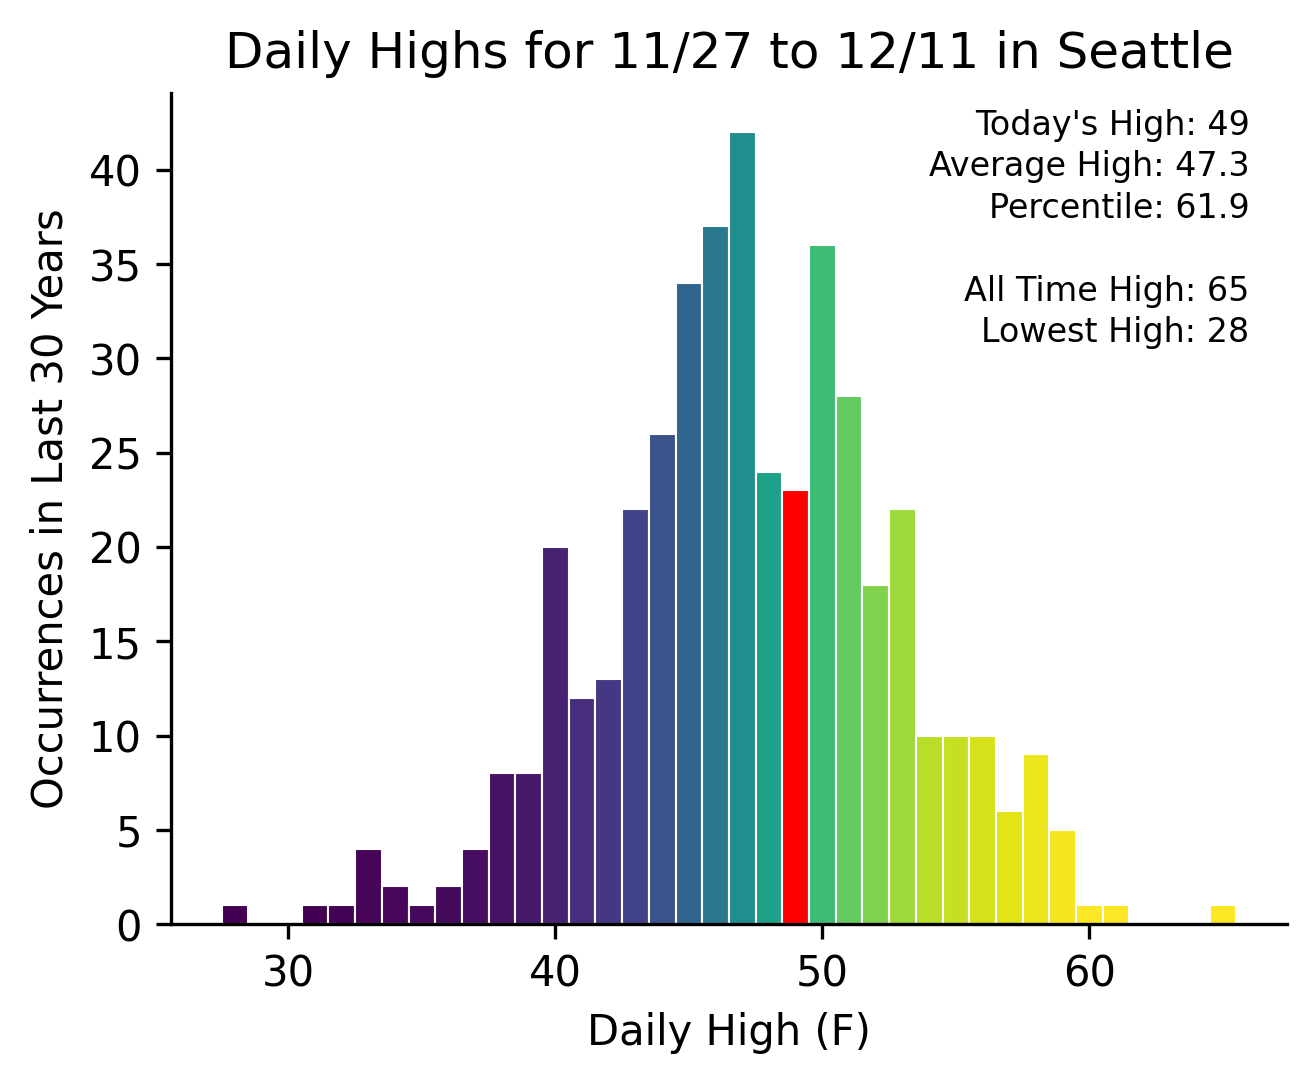 Daily Highs for 11/27 to 12/11 in Seattle
Today's High: 49
Average High: 47.3
Percentile: 61.9
All Time High: 65
Lowest High: 28
Occurrences in Last 30 Years
40
35
30
25
20
15
10
5
0
30 40 50 60
Daily High (F)